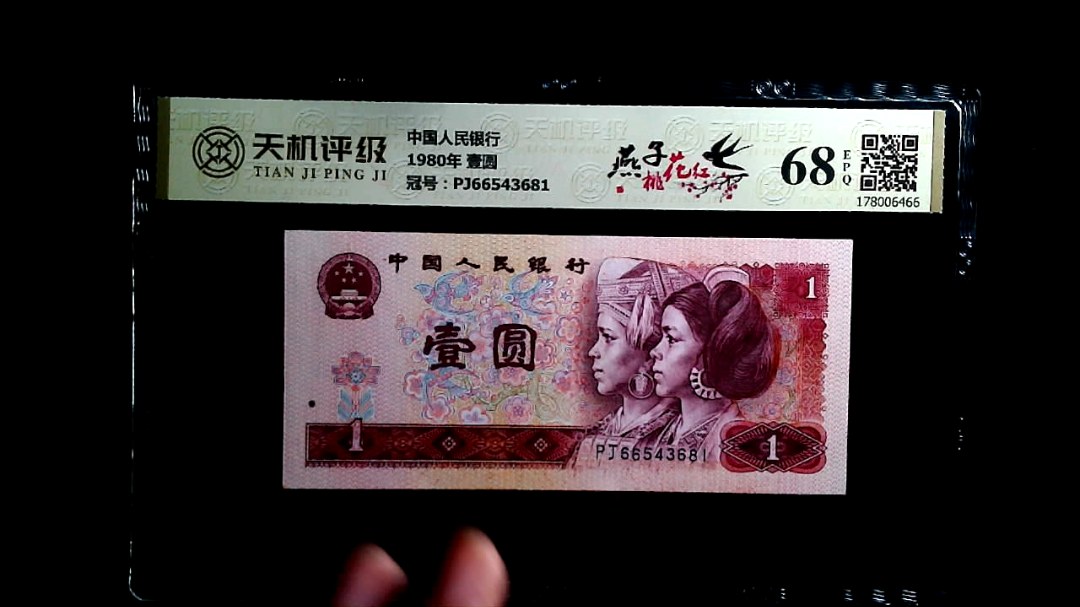 天机评级
TIAN JI PING JI
中国人民银行
1980年 壹圆
冠号：PJ66543681
燕子
桃花红
68
EPQ
178006466
中国人民银行
1
壹圆
1
PJ66543681
1